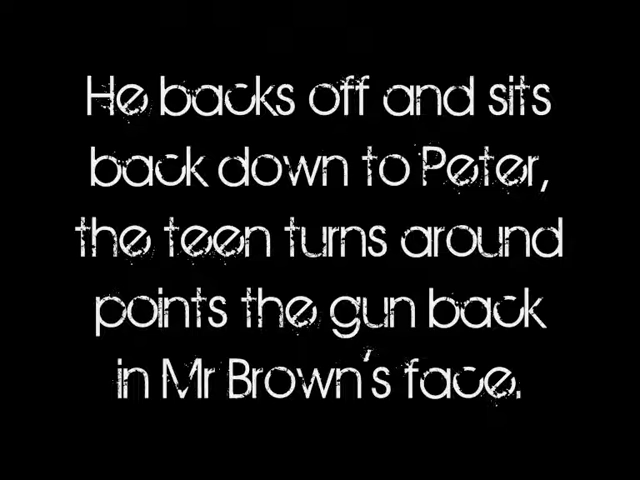 He backs off and sits
back down to Peter,
the teen turns around
points the gun back
in Mr Brown's face.